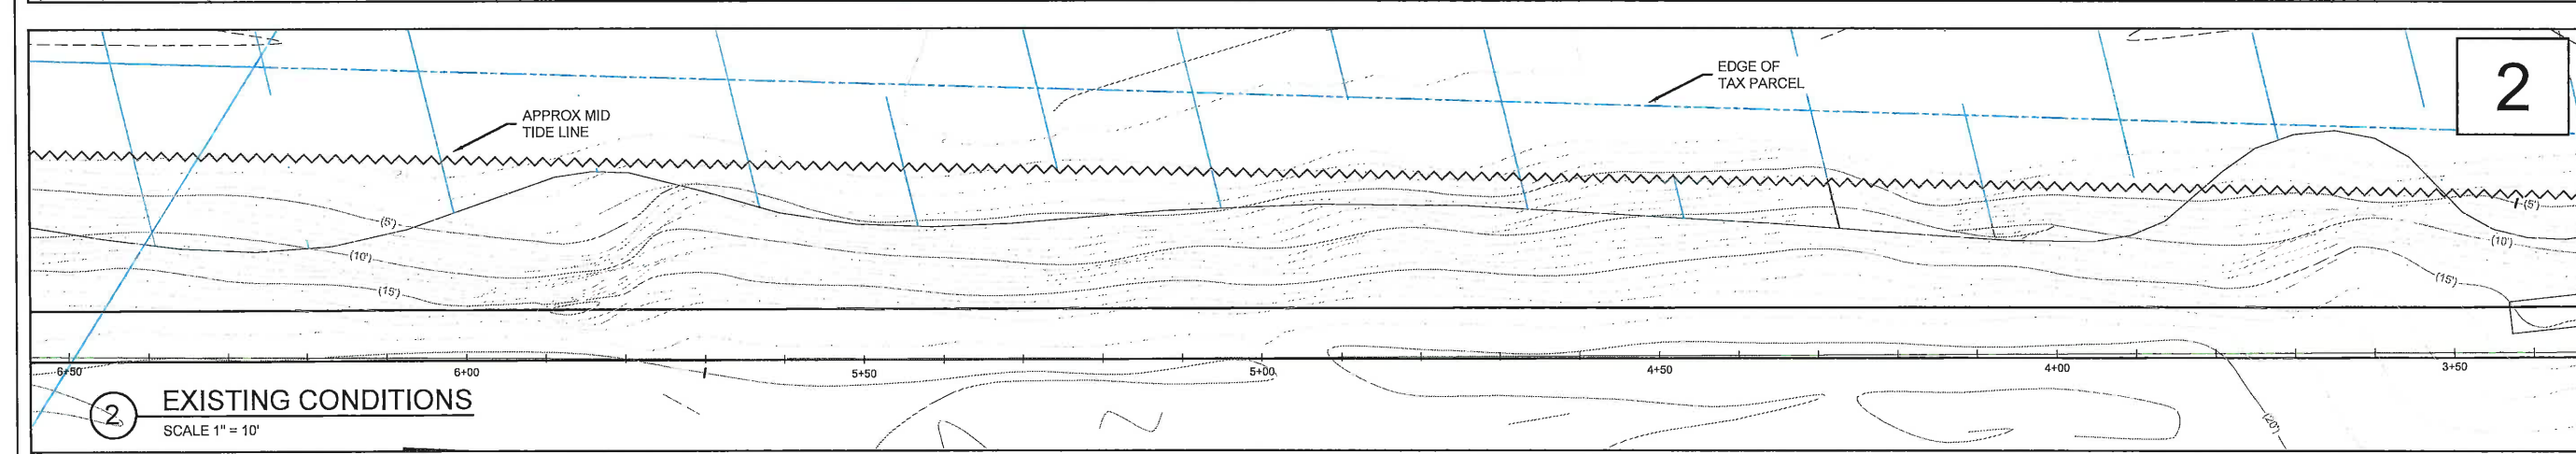 EDGE OF
TAX PARCEL
2
APPROX MID
TIDE LINE
(5')
(5')
(10')
(10')
(15')
(15')
6+50
6+00
5+50
5+00
4+50
4+00
3+50
2
EXISTING CONDITIONS
SCALE 1" = 10'
(20')